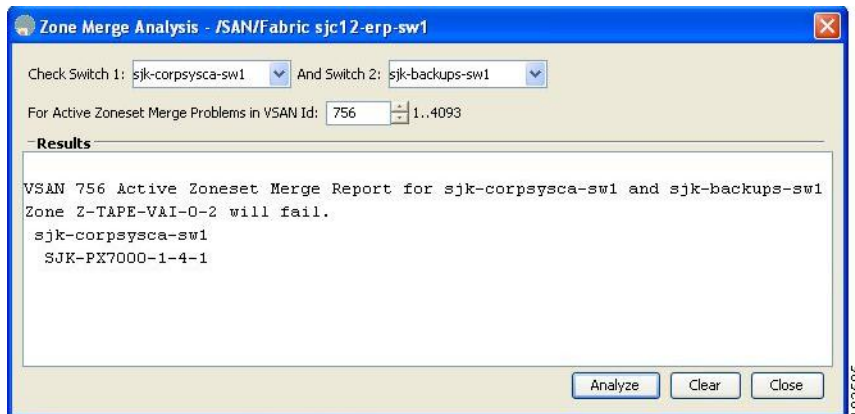 Zone Merge Analysis - /SAN/Fabric sjc12-erp-sw1
Check Switch 1: sjk-corpsysca-sw1 And Switch 2: sjk-backups-sw1
For Active Zoneset Merge Problems in VSAN Id: 756 1..4093
Results
VSAN 756 Active Zoneset Merge Report for sjk-corpsysca-sw1 and sjk-backups-sw1
Zone Z-TAPE-VAI-0-2 will fail.
sjk-corpsysca-sw1
SJK-PX7000-1-4-1
Analyze Clear Close